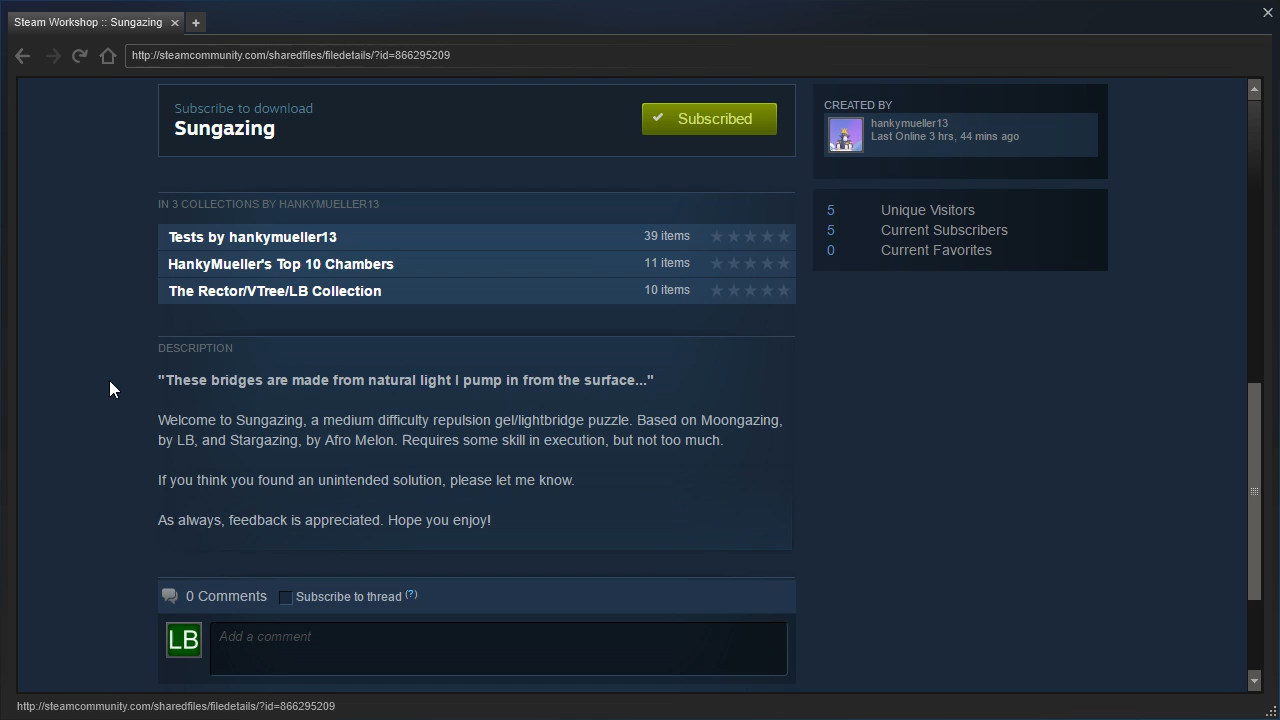 Steam Workshop :: Sungazing
http://steamcommunity.com/sharedfiles/filedetails/?id=866295209
Subscribe to download
Sungazing
Subscribed
CREATED BY
hankymueller13
Last Online 3 hrs, 44 mins ago
5 Unique Visitors
5 Current Subscribers
0 Current Favorites
IN 3 COLLECTIONS BY HANKYMUELLER13
Tests by hankymueller13 39 items
HankyMueller's Top 10 Chambers 11 items
The Rector/VTree/LB Collection 10 items
DESCRIPTION
"These bridges are made from natural light I pump in from the surface..."
Welcome to Sungazing, a medium difficulty repulsion gel/lightbridge puzzle. Based on Moongazing,
by LB, and Stargazing, by Afro Melon. Requires some skill in execution, but not too much.
If you think you found an unintended solution, please let me know.
As always, feedback is appreciated. Hope you enjoy!
0 Comments Subscribe to thread (?)
LB
Add a comment
http://steamcommunity.com/sharedfiles/filedetails/?id=866295209